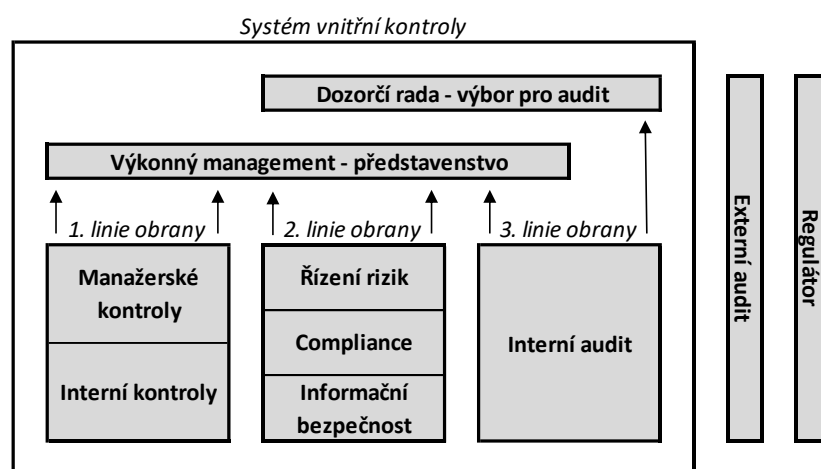 Systém vnitřní kontroly
Dozorčí rada - výbor pro audit
Výkonný management - představenstvo
1. linie obrany
2. linie obrany
3. linie obrany
Manažerské
kontroly
Interní kontroly
Řízení rizik
Compliance
Informační
bezpečnost
Interní audit
Externí audit
Regulátor